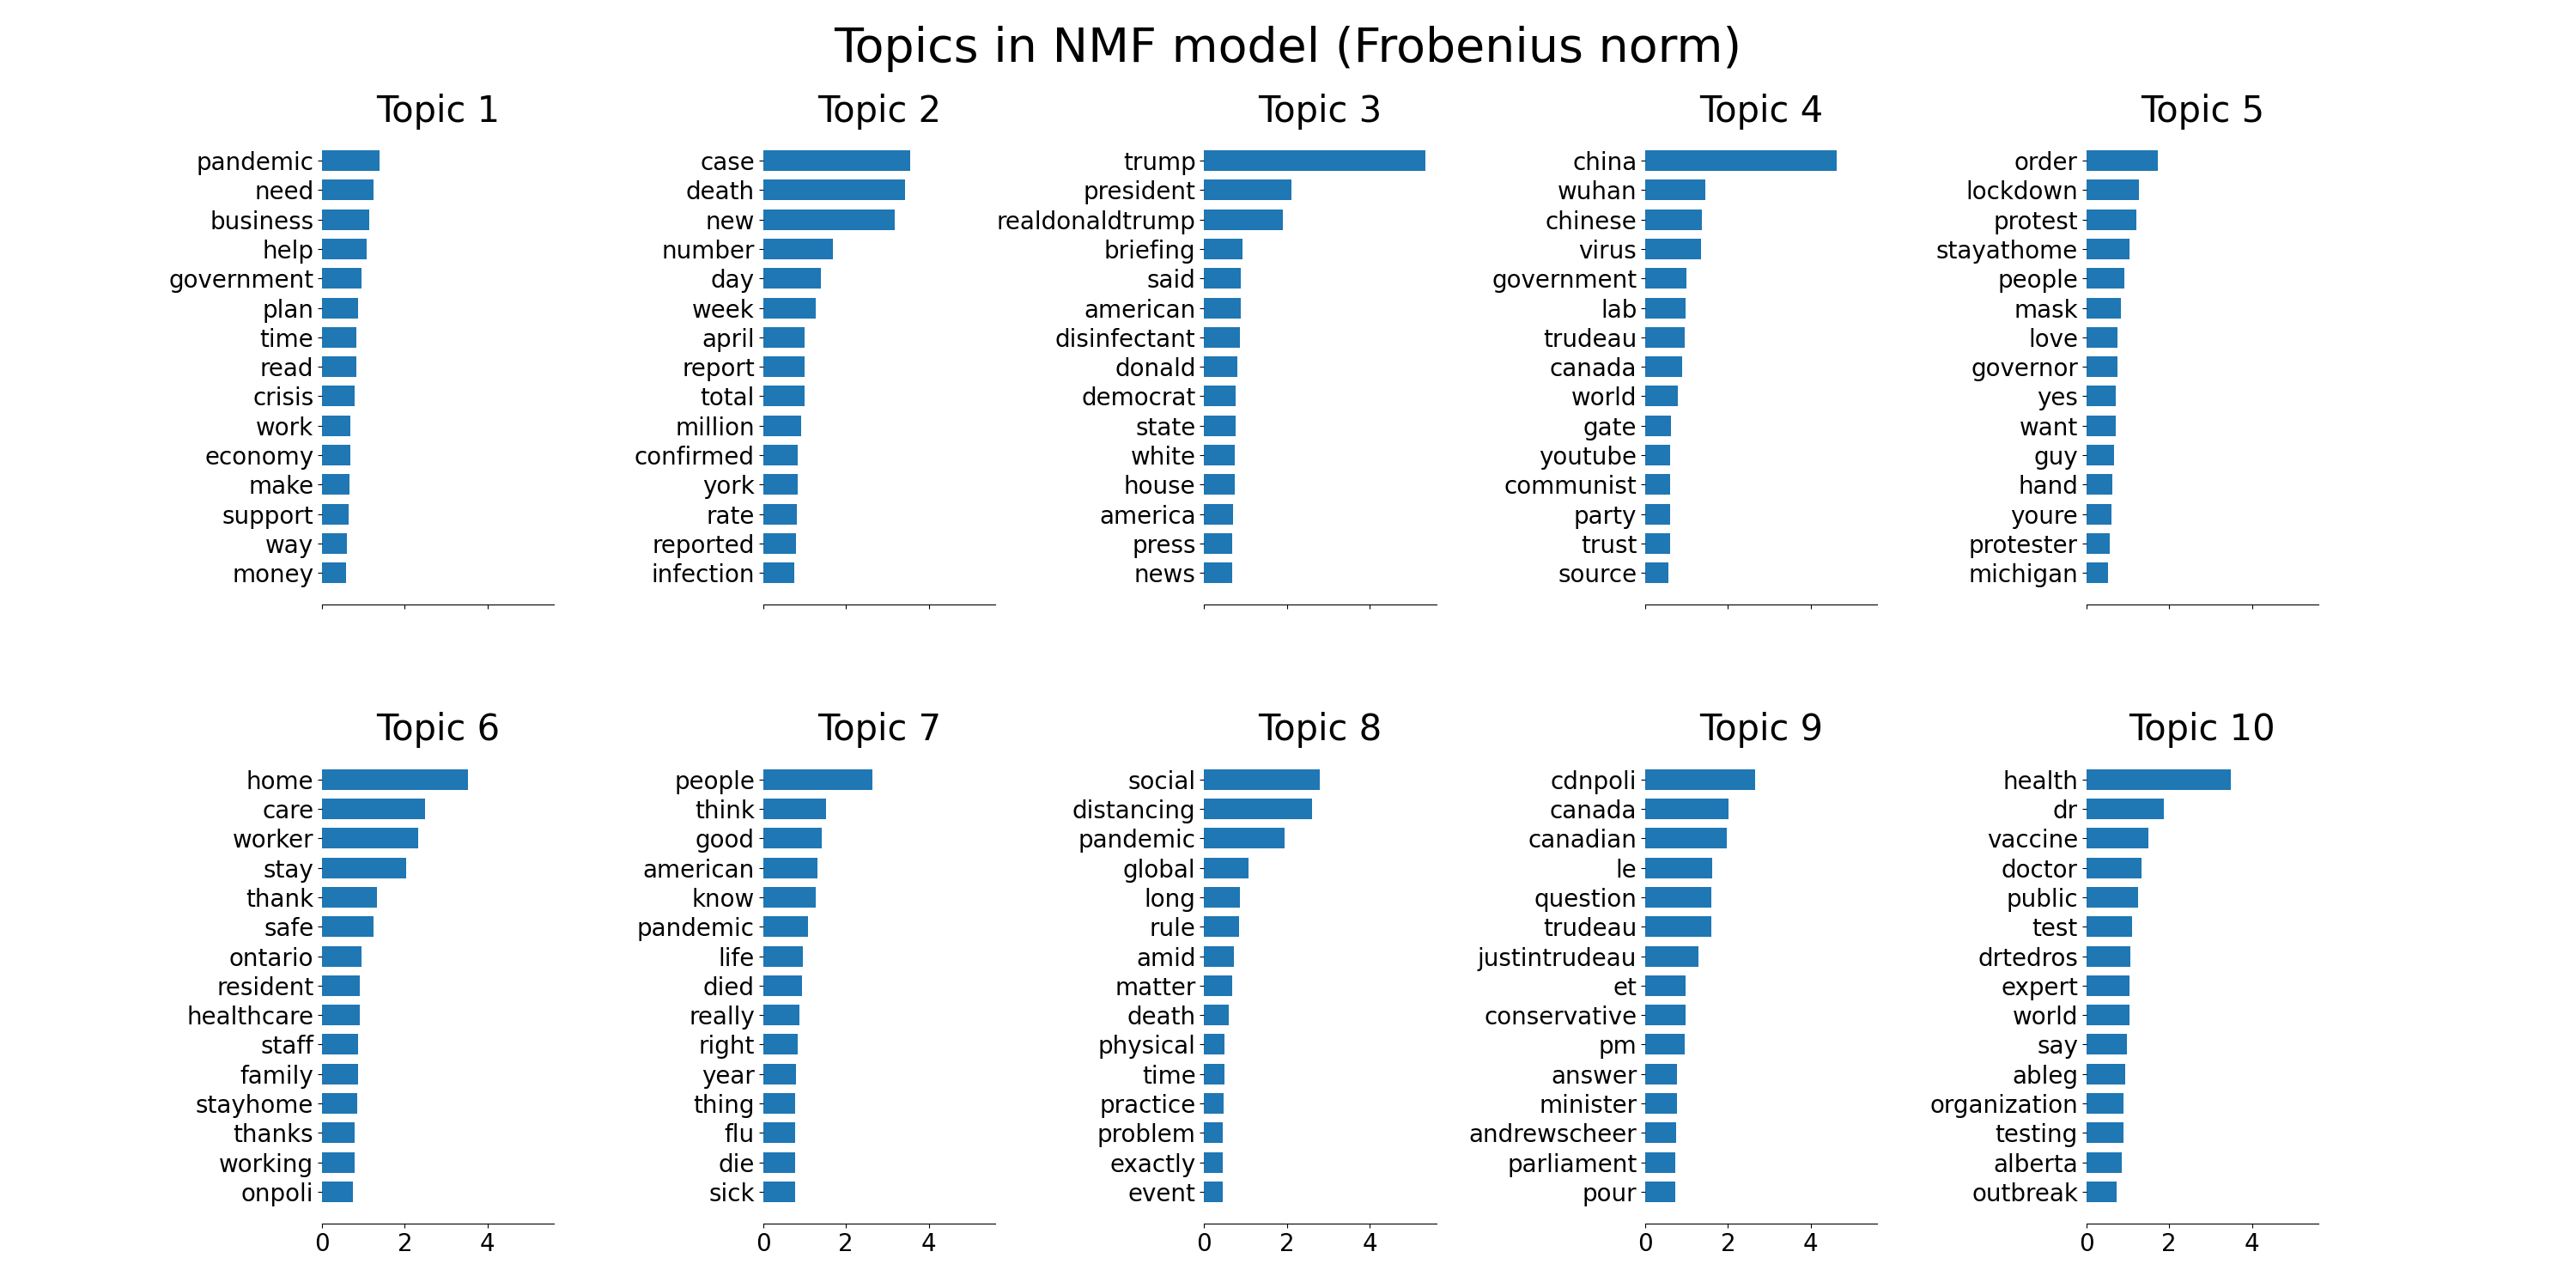 Topics in NMF model (Frobenius norm)
Topic 1
pandemic
need
business
help
government
plan
time
read
crisis
work
economy
make
support
way
money
Topic 2
case
death
new
number
day
week
april
report
total
million
confirmed
york
rate
reported
infection
Topic 3
trump
president
realdonaldtrump
briefing
said
american
disinfectant
donald
democrat
state
white
house
america
press
news
Topic 4
china
wuhan
chinese
virus
government
lab
trudeau
canada
world
gate
youtube
communist
party
trust
source
Topic 5
order
lockdown
protest
stayathome
people
mask
love
governor
yes
want
guy
hand
youre
protester
michigan
Topic 6
home
care
worker
stay
thank
safe
ontario
resident
healthcare
staff
family
stayhome
thanks
working
onpoli
0 2 4
Topic 7
people
think
good
american
know
pandemic
life
died
really
right
year
thing
flu
die
sick
0 2 4
Topic 8
social
distancing
pandemic
global
long
rule
amid
matter
death
physical
time
practice
problem
exactly
event
0 2 4
Topic 9
cdnpoli
canada
canadian
le
question
trudeau
justintrudeau
et
conservative
pm
answer
minister
andrewscheer
parliament
pour
0 2 4
Topic 10
health
dr
vaccine
doctor
public
test
drtedros
expert
world
say
ableg
organization
testing
alberta
outbreak
0 2 4